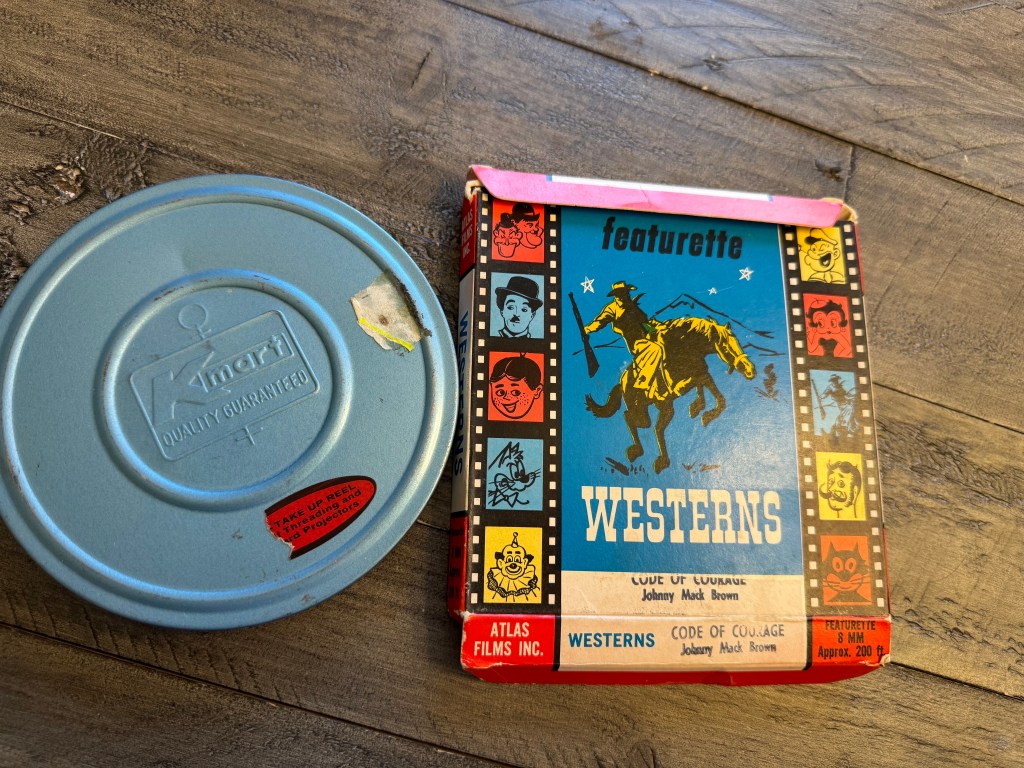 Kmart
QUALITY GUARANTEED
TAKE UP REEL
Threading and
Projectors
ATLAS
WESTERNS
featurette
WESTERNS
CODE OF COURAGE
Johnny Mack Brown
ATLAS
FILMS INC.
WESTERNS
CODE OF COURAGE
Johnny Mack Brown
FEATURETTE
8 MM
Approx. 200 ft